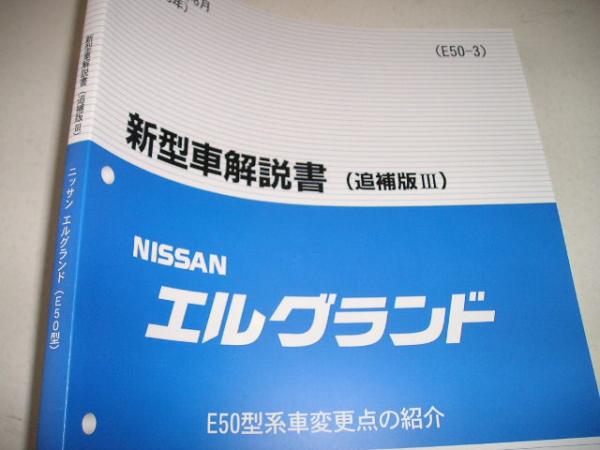 6月
年)
(E50-3)
新型車解説書 (追補版III)
NISSAN
エルグランド
E50型系車変更点の紹介
新型車解説書 (追補版III) ニッサン エルグランド (E50型)